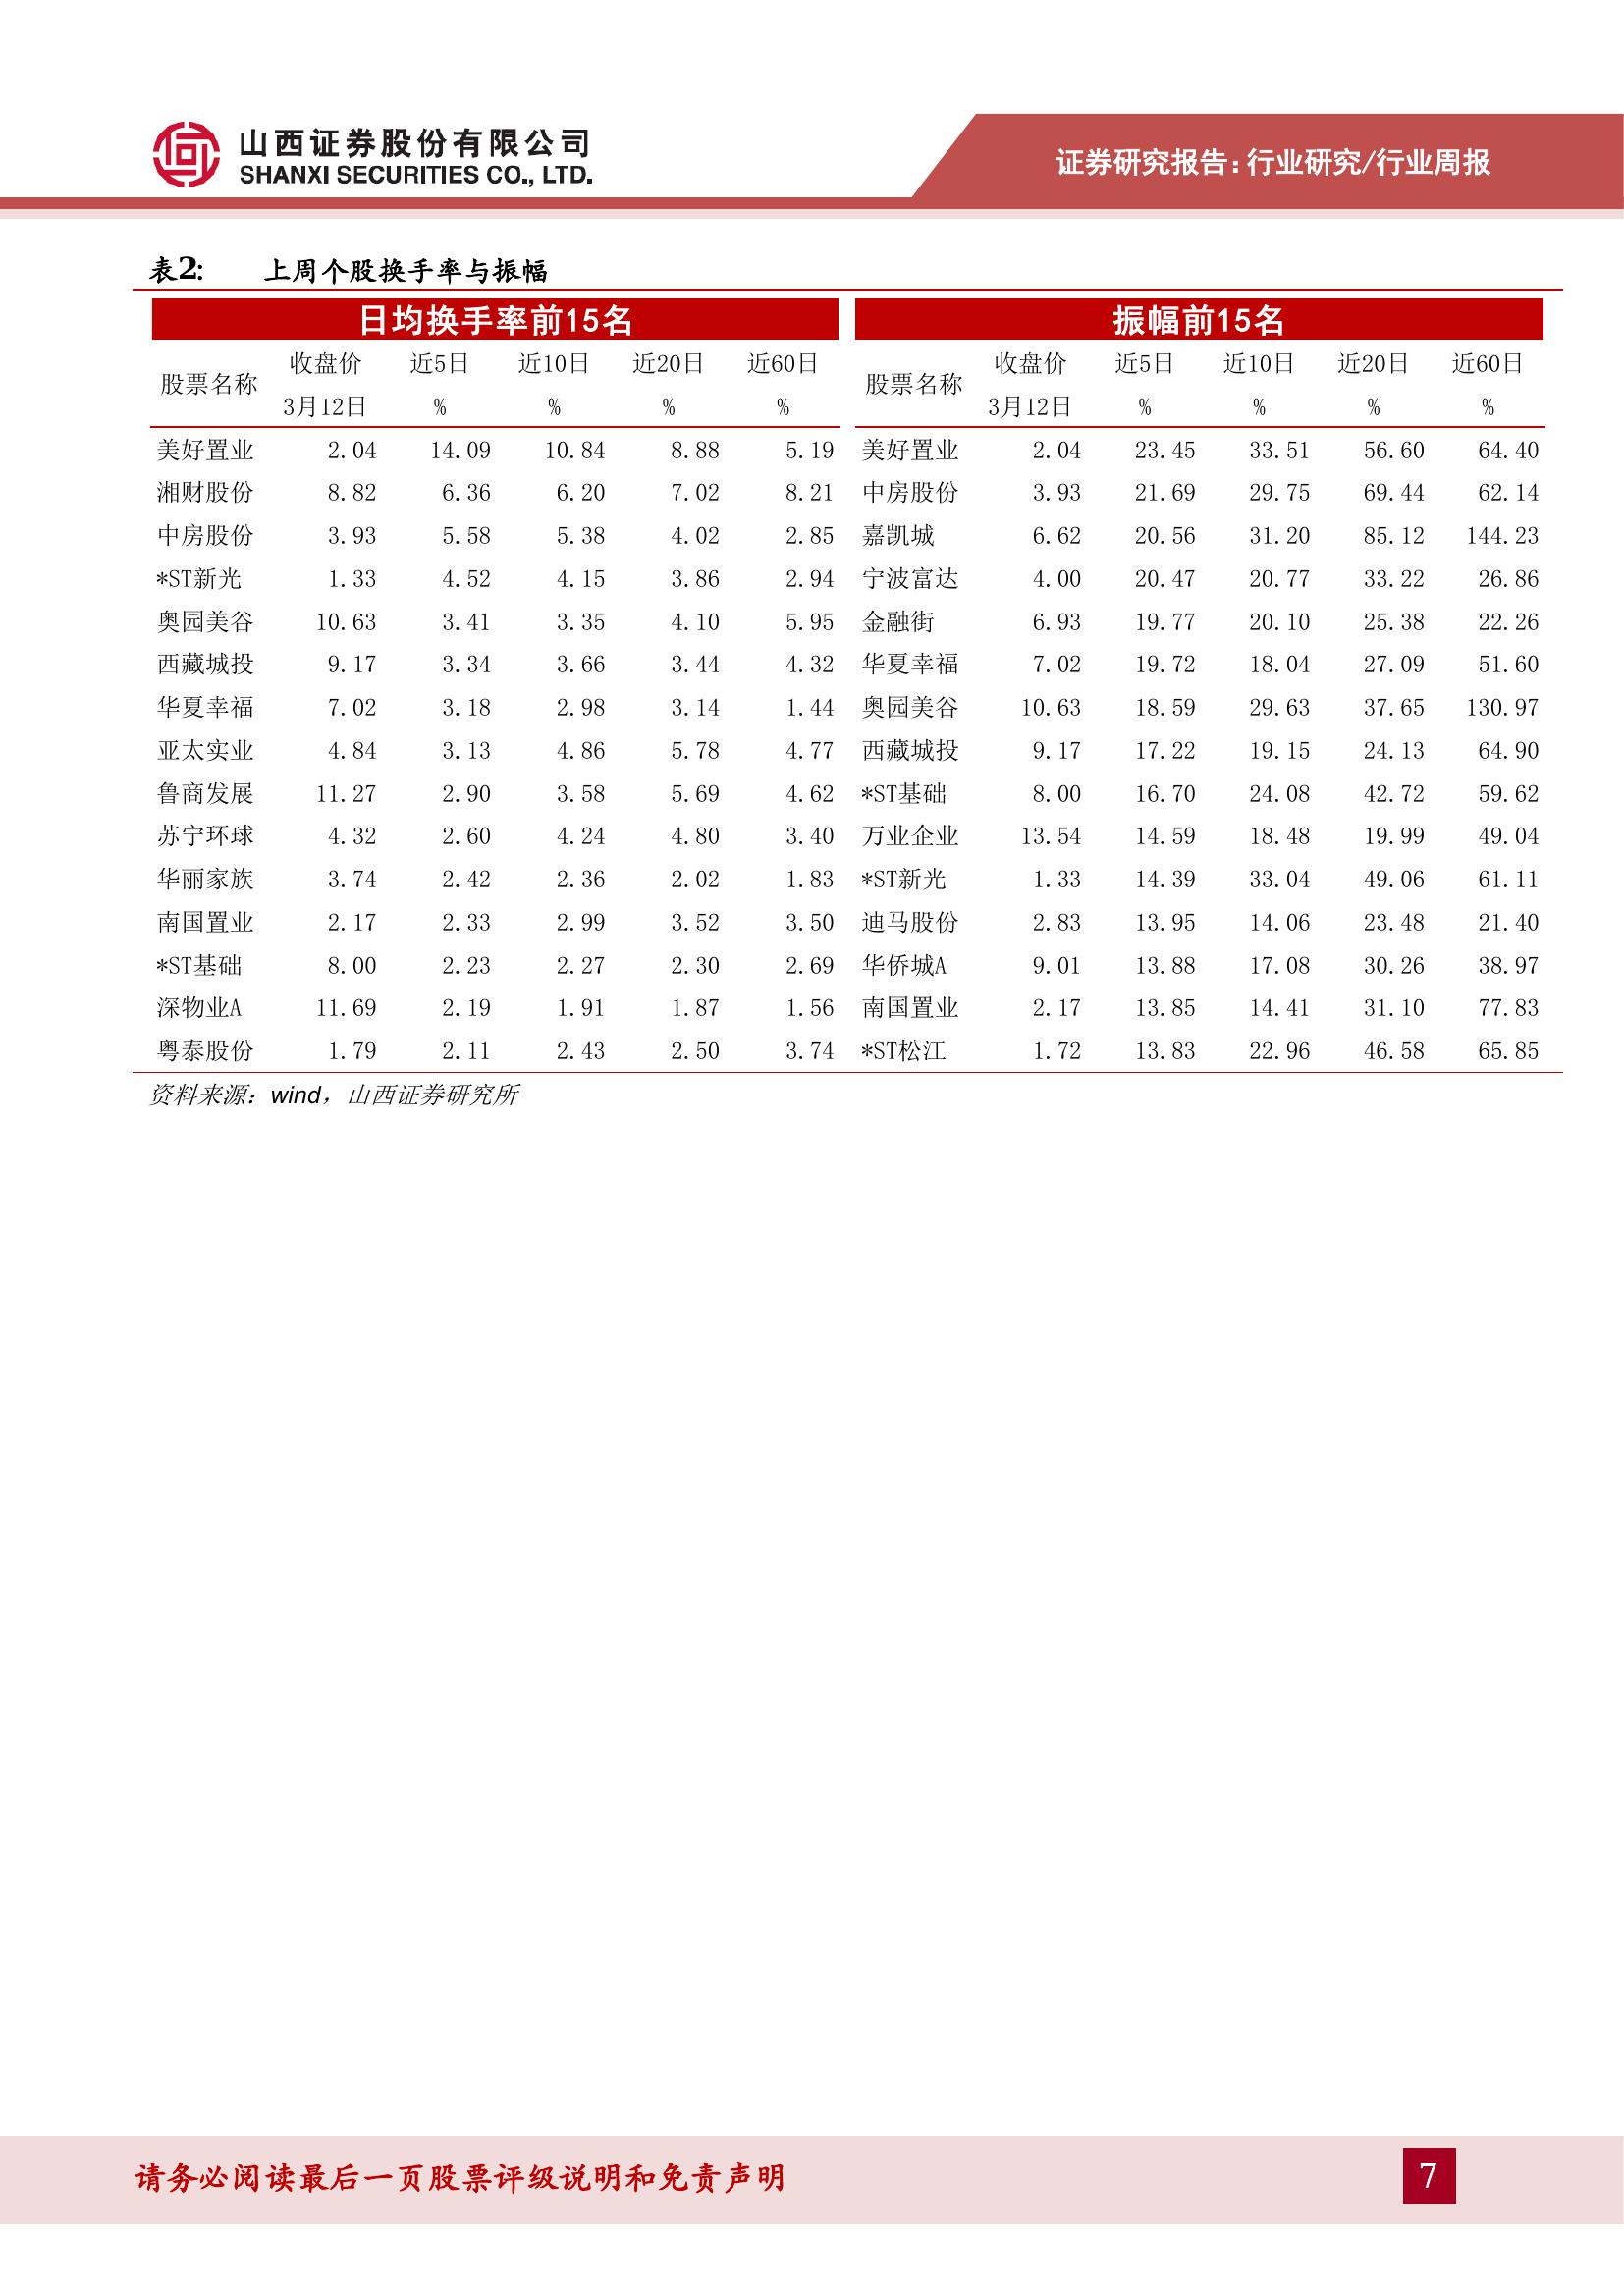 山西证券股份有限公司
SHANXI SECURITIES CO., LTD.
证券研究报告:行业研究/行业周报
表2: 上周个股换手率与振幅
日均换手率前15名 振幅前15名
股票名称 收盘价 近5日 近10日 近20日 近60日 股票名称 收盘价 近5日 近10日 近20日 近60日
3月12日 % % % % 3月12日 % % % %
美好置业 2.04 14.09 10.84 8.88 5.19 美好置业 2.04 23.45 33.51 56.60 64.40
湘财股份 8.82 6.36 6.20 7.02 8.21 中房股份 3.93 21.69 29.75 69.44 62.14
中房股份 3.93 5.58 5.38 4.02 2.85 嘉凯城 6.62 20.56 31.20 85.12 144.23
*ST新光 1.33 4.52 4.15 3.86 2.94 宁波富达 4.00 20.47 20.77 33.22 26.86
奥园美谷 10.63 3.41 3.35 4.10 5.95 金融街 6.93 19.77 20.10 25.38 22.26
西藏城投 9.17 3.34 3.66 3.44 4.32 华夏幸福 7.02 19.72 18.04 27.09 51.60
华夏幸福 7.02 3.18 2.98 3.14 1.44 奥园美谷 10.63 18.59 29.63 37.65 130.97
亚太实业 4.84 3.13 4.86 5.78 4.77 西藏城投 9.17 17.22 19.15 24.13 64.90
鲁商发展 11.27 2.90 3.58 5.69 4.62 *ST基础 8.00 16.70 24.08 42.72 59.62
苏宁环球 4.32 2.60 4.24 4.80 3.40 万业企业 13.54 14.59 18.48 19.99 49.04
华丽家族 3.74 2.42 2.36 2.02 1.83 *ST新光 1.33 14.39 33.04 49.06 61.11
南国置业 2.17 2.33 2.99 3.52 3.50 迪马股份 2.83 13.95 14.06 23.48 21.40
*ST基础 8.00 2.23 2.27 2.30 2.69 华侨城A 9.01 13.88 17.08 30.26 38.97
深物业A 11.69 2.19 1.91 1.87 1.56 南国置业 2.17 13.85 14.41 31.10 77.83
粤泰股份 1.79 2.11 2.43 2.50 3.74 *ST松江 1.72 13.83 22.96 46.58 65.85
资料来源：wind，山西证券研究所
请务必阅读最后一页股票评级说明和免责声明 7